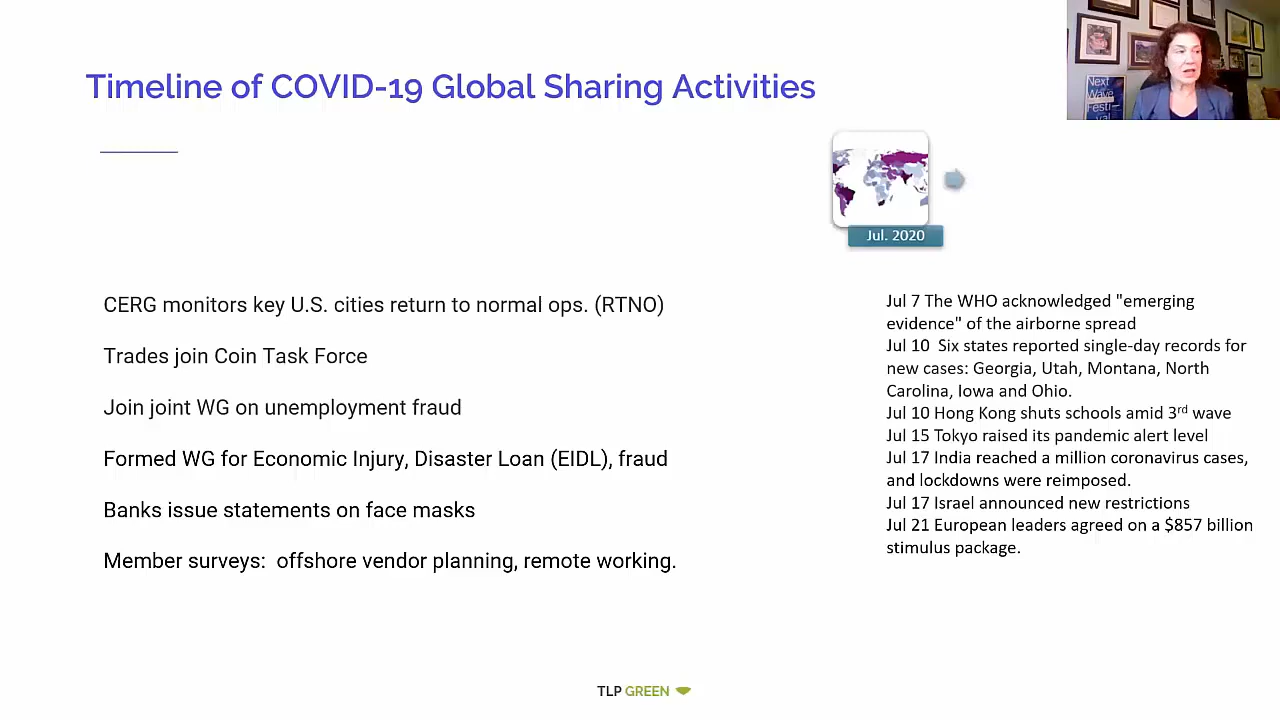 Timeline of COVID-19 Global Sharing Activities
Next
Wave
Festi-
val
Jul. 2020
CERG monitors key U.S. cities return to normal ops. (RTNO)
Trades join Coin Task Force
Join joint WG on unemployment fraud
Formed WG for Economic Injury, Disaster Loan (EIDL), fraud
Banks issue statements on face masks
Member surveys:  offshore vendor planning, remote working.
Jul 7 The WHO acknowledged "emerging
evidence" of the airborne spread
Jul 10  Six states reported single-day records for
new cases: Georgia, Utah, Montana, North
Carolina, Iowa and Ohio.
Jul 10 Hong Kong shuts schools amid 3rd wave
Jul 15 Tokyo raised its pandemic alert level
Jul 17 India reached a million coronavirus cases,
and lockdowns were reimposed.
Jul 17 Israel announced new restrictions
Jul 21 European leaders agreed on a $857 billion
stimulus package.
TLP GREEN